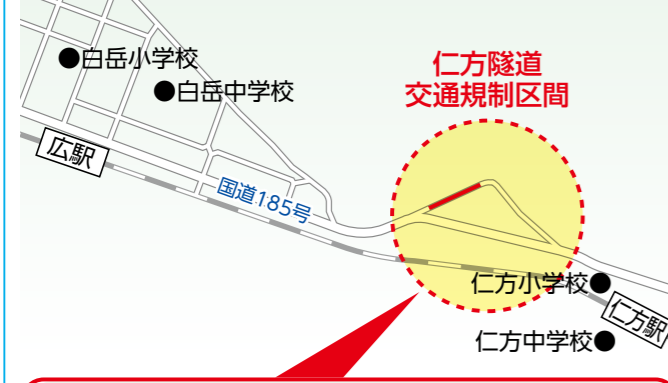 白岳小学校
白岳中学校
仁方隧道
交通規制区間
広駅
国道185号
仁方小学校
仁方駅
仁方中学校